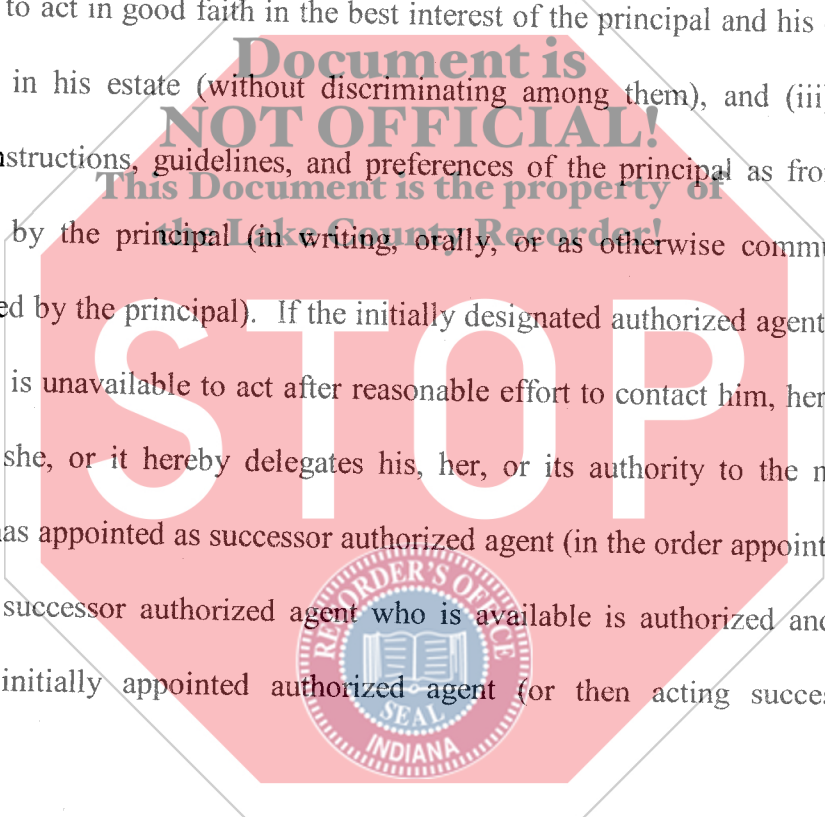 to act in good faith in the best interest of the principal and his
Document is
in his estate (without discriminating among them), and (iii)
NOT OFFICIAL!
nstructions, guidelines, and preferences of the principal as fro
This Document is the property of
by the principal (in writing, orally, or as otherwise commu
the Lake County Recorder!
ed by the principal). If the initially designated authorized agent
STOP
is unavailable to act after reasonable effort to contact him, her
she, or it hereby delegates his, her, or its authority to the n
as appointed as successor authorized agent (in the order appoint
RECORDER'S OFFICE
successor authorized agent who is available is authorized and
initially appointed authorized agent (or then acting succes
SEAL
INDIANA